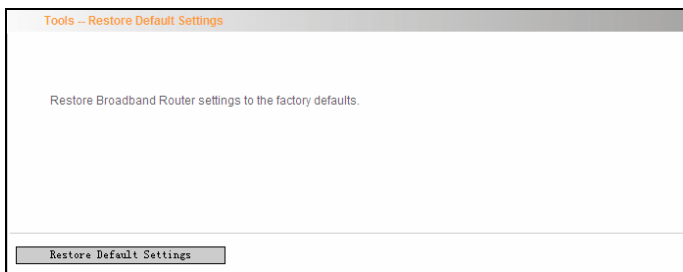 Tools -- Restore Default Settings
Restore Broadband Router settings to the factory defaults.
Restore Default Settings